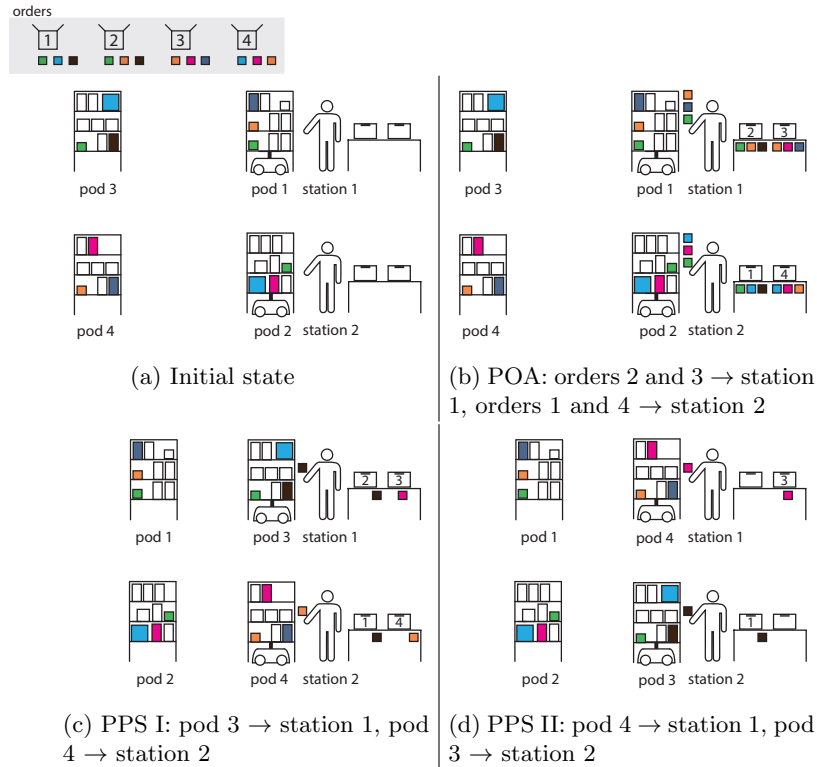 orders
1 2 3 4
pod 3 pod 1 station 1
pod 4 pod 2 station 2
(a) Initial state
2 3
pod 3 pod 1 station 1
1 4
pod 4 pod 2 station 2
(b) POA: orders 2 and 3 → station
1, orders 1 and 4 → station 2
2 3
pod 1 pod 3 station 1
1 4
pod 2 pod 4 station 2
(c) PPS I: pod 3 → station 1, pod
4 → station 2
3
pod 1 pod 4 station 1
1
pod 2 pod 3 station 2
(d) PPS II: pod 4 → station 1, pod
3 → station 2